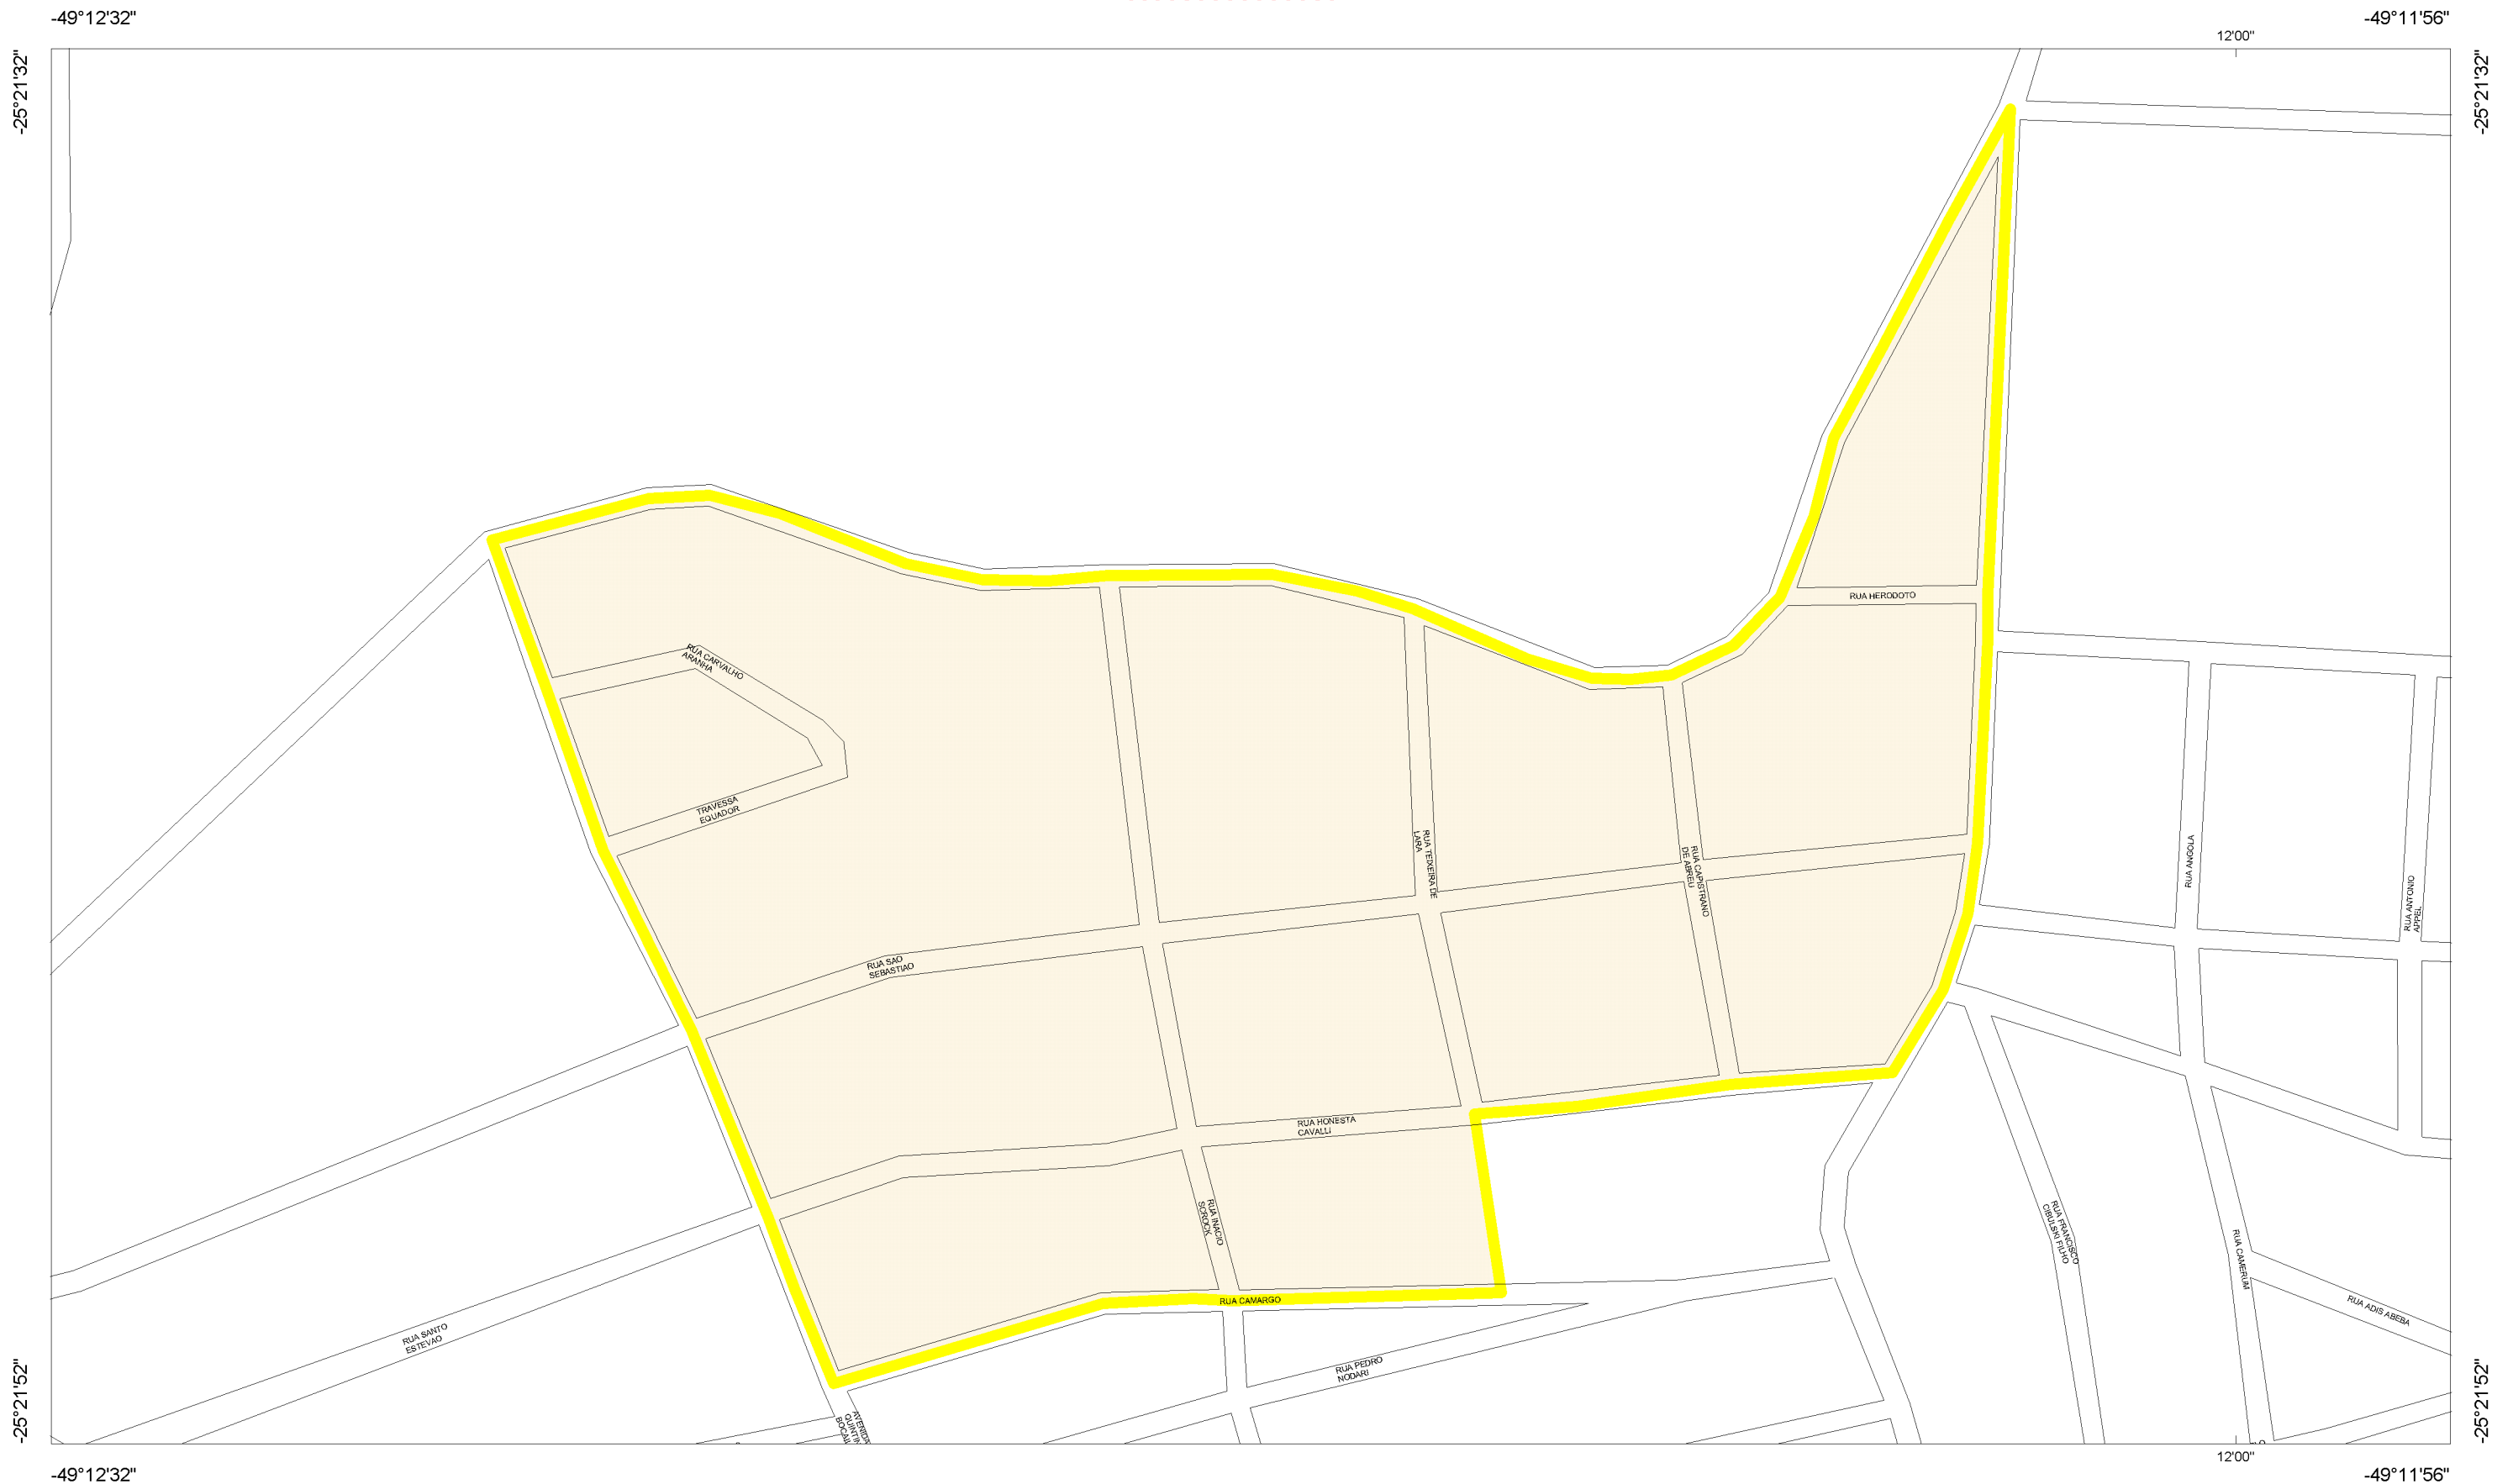 -49°12'32"
-49°11'56"
12'00"
-25°21'32"
-25°21'32"
RUA HERODOTO
RUA CARVALHO
ARANHA
TRAVESSA
EQUADOR
RUA TEIXEIRA DE
LARA
RUA CAPISTRANO
DE ABREU
RUA ANGOLA
RUA ANTONIO
APPEL
RUA SAO
SEBASTIAO
RUA HONESTA
CAVALLI
RUA INACIO
SCROCK
RUA FRANCISCO
CIBULSKI FILHO
RUA CAMERUM
RUA CAMARGO
RUA ADIS ABEBA
RUA SANTO
ESTEVAO
RUA PEDRO
NODARI
AVENIDA
-25°21'52"
-25°21'52"
12'00"
-49°12'32"
-49°11'56"